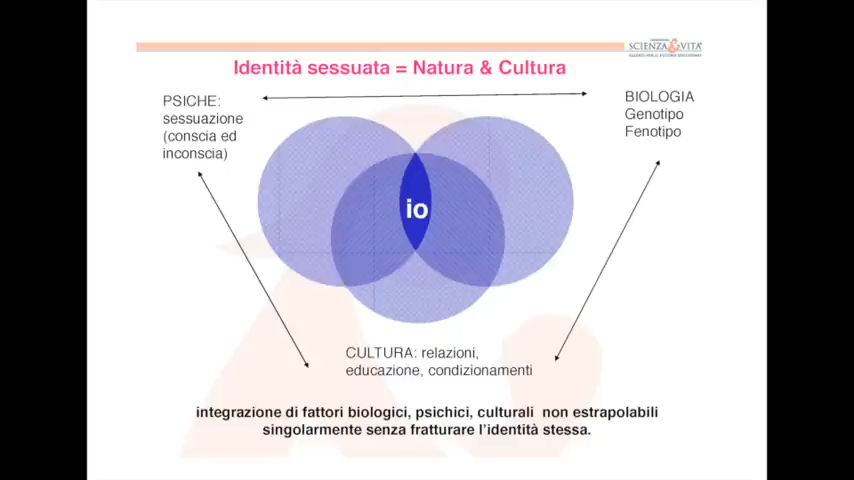 SCIENZA & VITA
Identità sessuata = Natura & Cultura
PSICHE:
sessuazione
(conscia ed
inconscia)
BIOLOGIA
Genotipo
Fenotipo
io
CULTURA: relazioni,
educazione, condizionamenti
integrazione di fattori biologici, psichici, culturali non estrapolabili
singolarmente senza fratturare l'identità stessa.